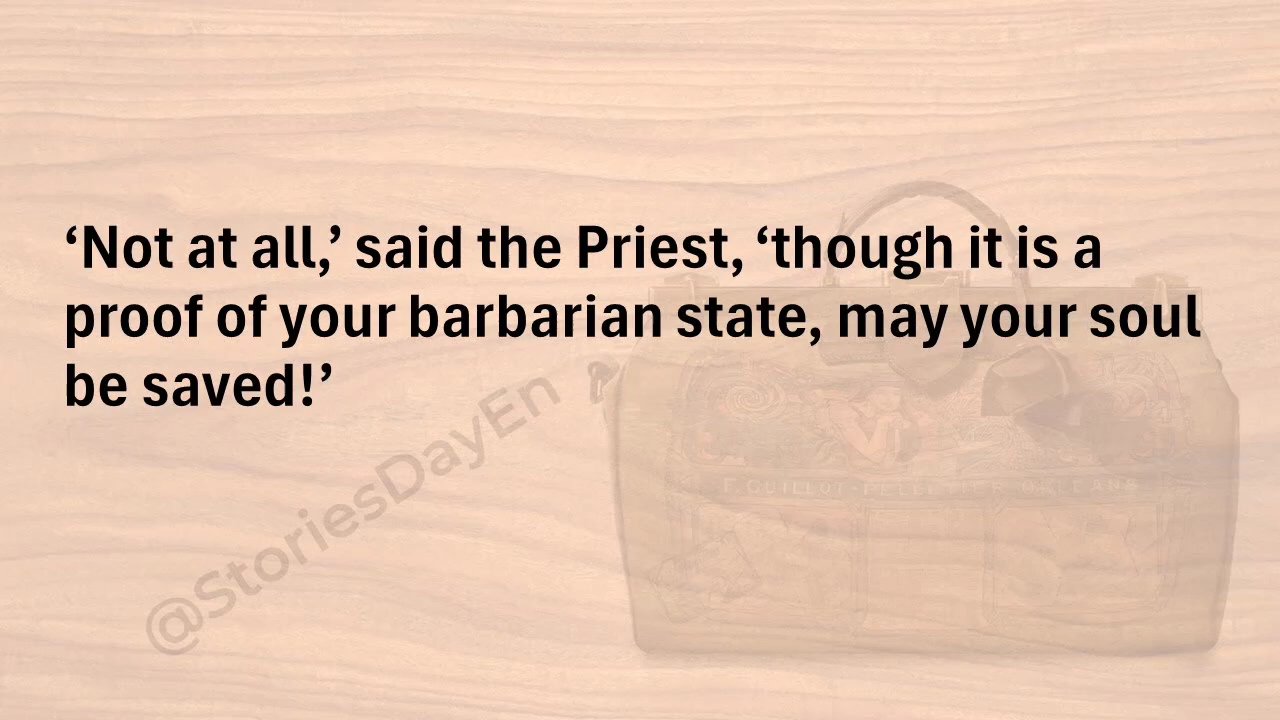 ‘Not at all,’ said the Priest, ‘though it is a
proof of your barbarian state, may your soul
be saved!’
@StoriesDayEn